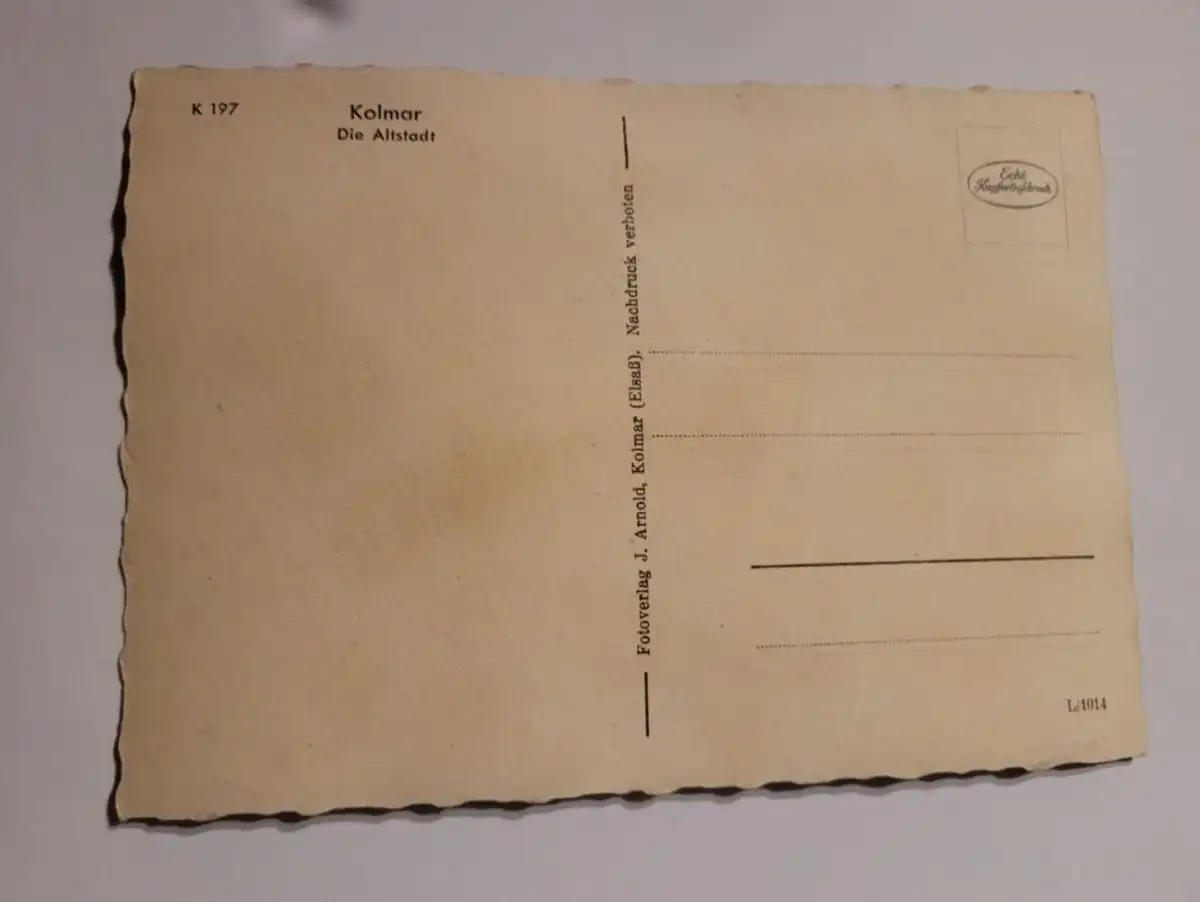 K 197
Kolmar
Die Altstadt
Fotoverlag J. Arnold, Kolmar (Elsaß). Nachdruck verboten
Echt
Kupfertiefdruck
L/1014